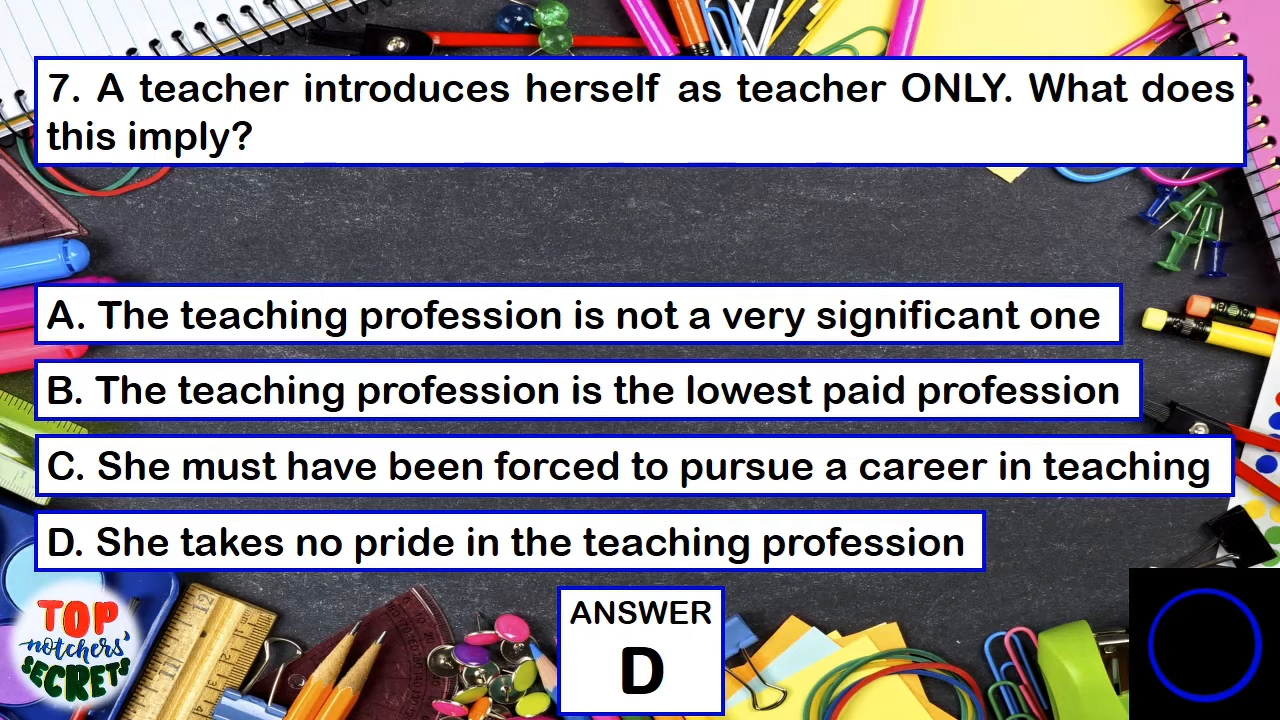 7. A teacher introduces herself as teacher ONLY. What does
this imply?
A. The teaching profession is not a very significant one
B. The teaching profession is the lowest paid profession
C. She must have been forced to pursue a career in teaching
D. She takes no pride in the teaching profession
ANSWER
D
TOP
notchers'
SECRETS
12
11